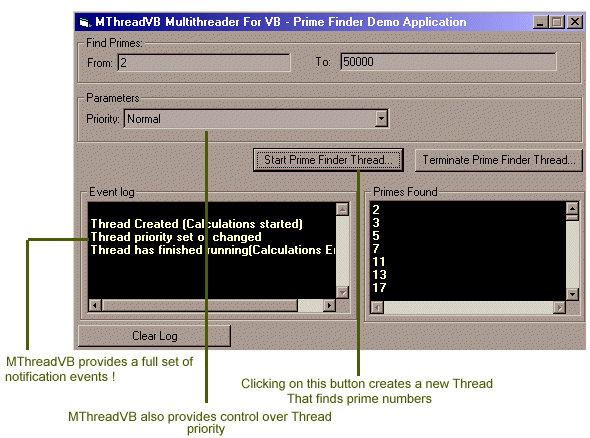 MThreadVB Multithreader For VB - Prime Finder Demo Application
Find Primes:
From: 2
To: 50000
Parameters
Priority: Normal
Start Prime Finder Thread...
Terminate Prime Finder Thread...
Event log
Thread Created (Calculations started)
Thread priority set or changed
Thread has finished running(Calculations E
Primes Found
2
3
5
7
11
13
17
Clear Log
MThreadVB provides a full set of
notification events !
Clicking on this button creates a new Thread
That finds prime numbers
MThreadVB also provides control over Thread
priority